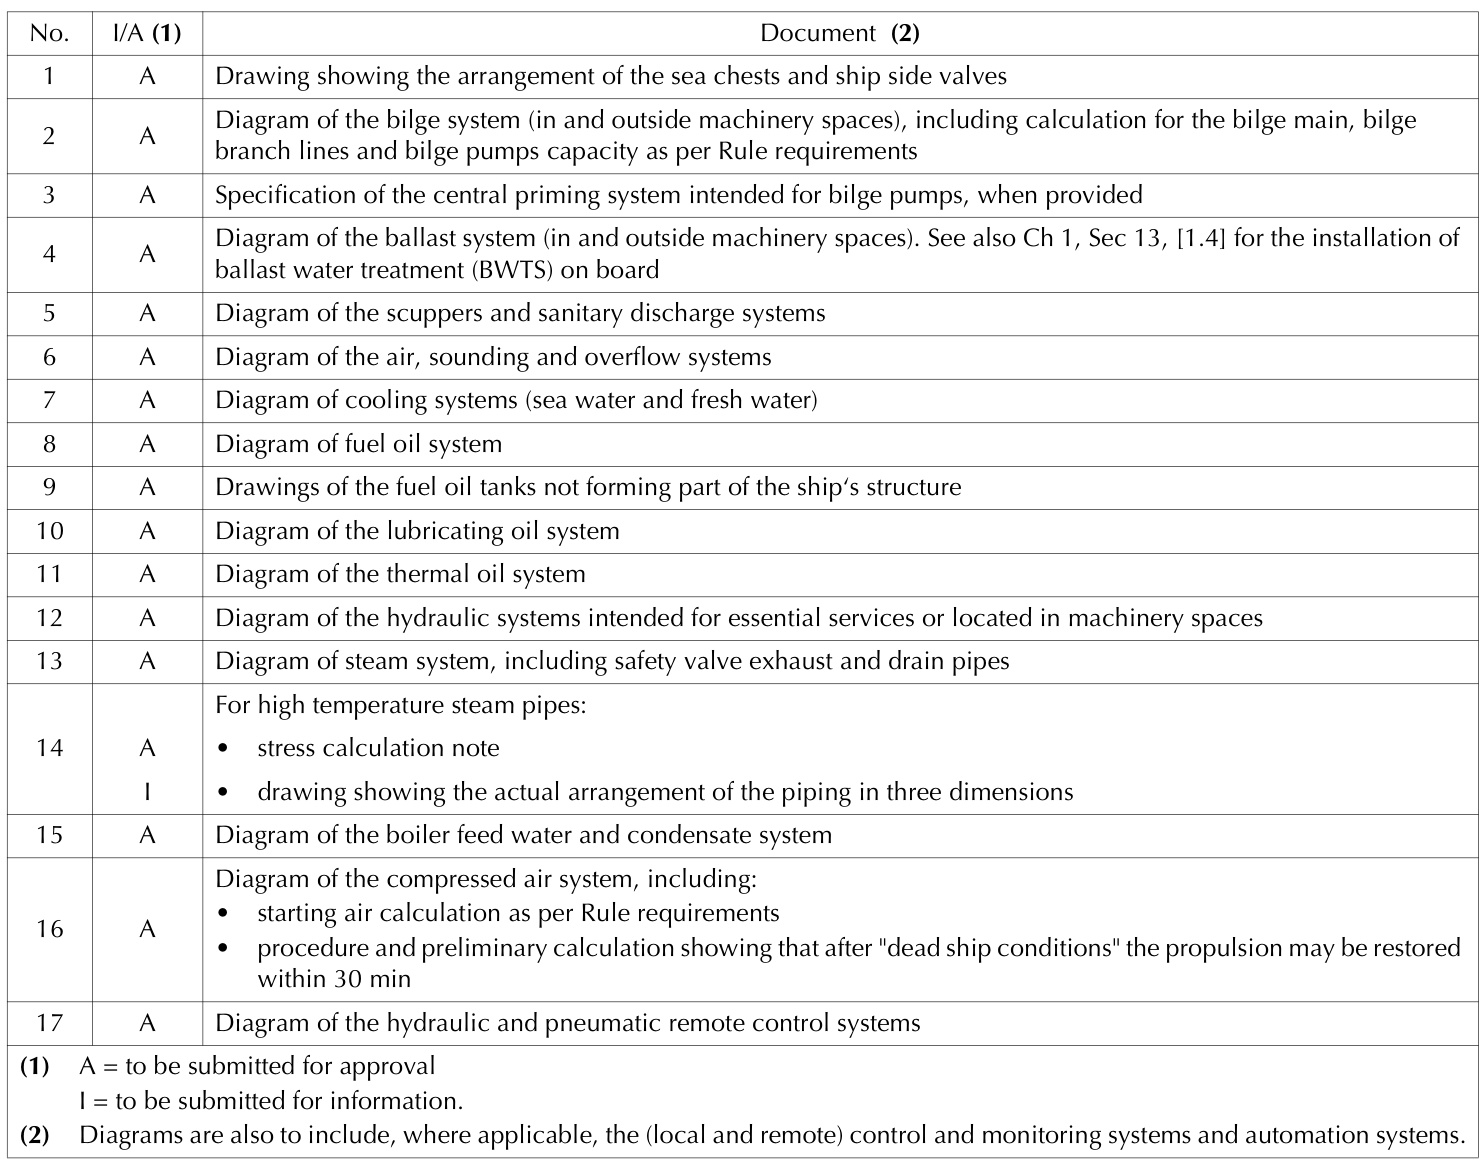 No. I/A (1) Document (2)
1 A Drawing showing the arrangement of the sea chests and ship side valves
2 A Diagram of the bilge system (in and outside machinery spaces), including calculation for the bilge main, bilge
branch lines and bilge pumps capacity as per Rule requirements
3 A Specification of the central priming system intended for bilge pumps, when provided
4 A Diagram of the ballast system (in and outside machinery spaces). See also Ch 1, Sec 13, [1.4] for the installation of
ballast water treatment (BWTS) on board
5 A Diagram of the scuppers and sanitary discharge systems
6 A Diagram of the air, sounding and overflow systems
7 A Diagram of cooling systems (sea water and fresh water)
8 A Diagram of fuel oil system
9 A Drawings of the fuel oil tanks not forming part of the ship‘s structure
10 A Diagram of the lubricating oil system
11 A Diagram of the thermal oil system
12 A Diagram of the hydraulic systems intended for essential services or located in machinery spaces
13 A Diagram of steam system, including safety valve exhaust and drain pipes
For high temperature steam pipes:
14 A • stress calculation note
I • drawing showing the actual arrangement of the piping in three dimensions
15 A Diagram of the boiler feed water and condensate system
Diagram of the compressed air system, including:
16 A • starting air calculation as per Rule requirements
• procedure and preliminary calculation showing that after "dead ship conditions" the propulsion may be restored
within 30 min
17 A Diagram of the hydraulic and pneumatic remote control systems
(1) A = to be submitted for approval
I = to be submitted for information.
(2) Diagrams are also to include, where applicable, the (local and remote) control and monitoring systems and automation systems.